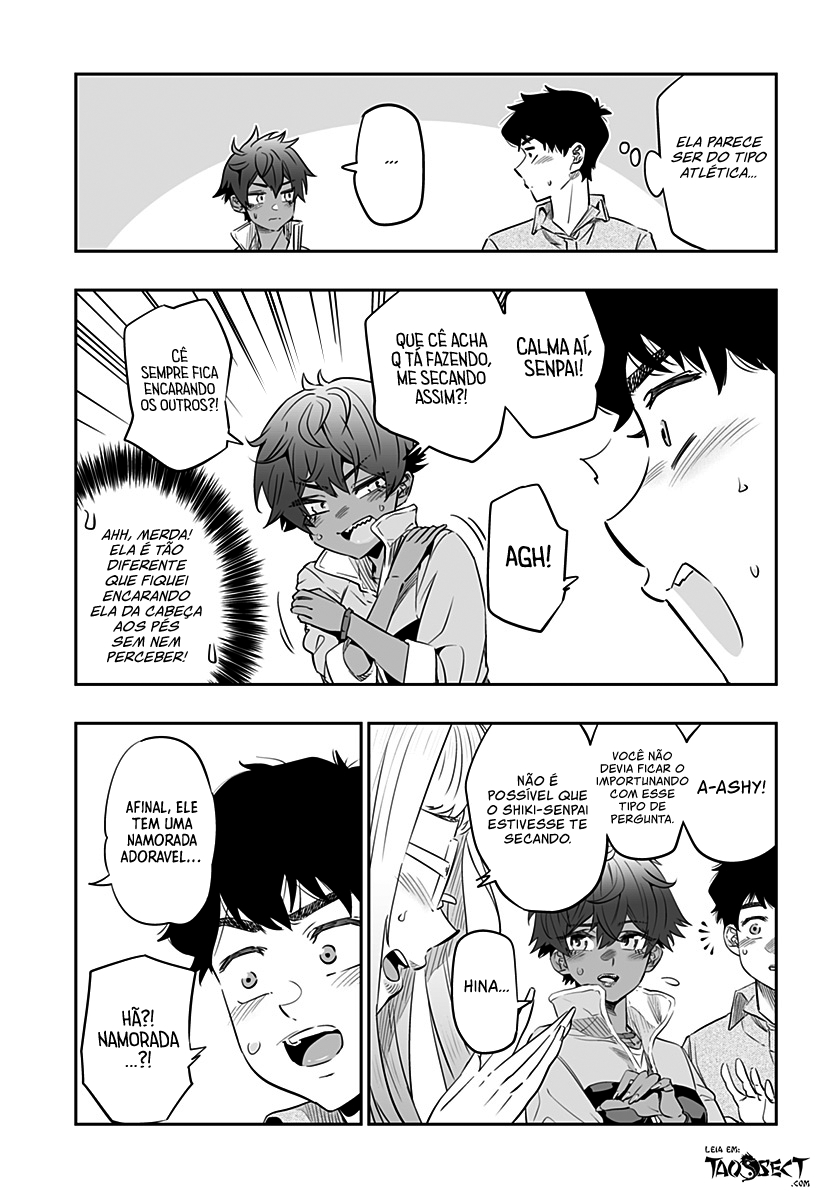 ELA PARECE
SER DO TIPO
ATLÉTICA...
...
CALMA AÍ,
SENPAI!
QUE CÊ ACHA
Q TÁ FAZENDO,
ME SECANDO
ASSIM?!
CÊ
SEMPRE FICA
ENCARANDO
OS OUTROS?!
AGH!
AHH, MERDA!
ELA É TÃO
DIFERENTE
QUE FIQUEI
ENCARANDO
ELA DA CABEÇA
AOS PÉS
SEM NEM
PERCEBER!
A-ASHY!
VOCÊ NÃO
DEVIA FICAR O
IMPORTUNANDO
COM ESSE
TIPO DE
PERGUNTA.
NÃO É
POSSÍVEL QUE
O SHIKI-SENPAI
ESTIVESSE TE
SECANDO.
HINA...
AFINAL, ELE
TEM UMA
NAMORADA
ADORAVEL...
HÃ?!
NAMORADA
...?!
LEIA EM:
TAOSSECT
.COM